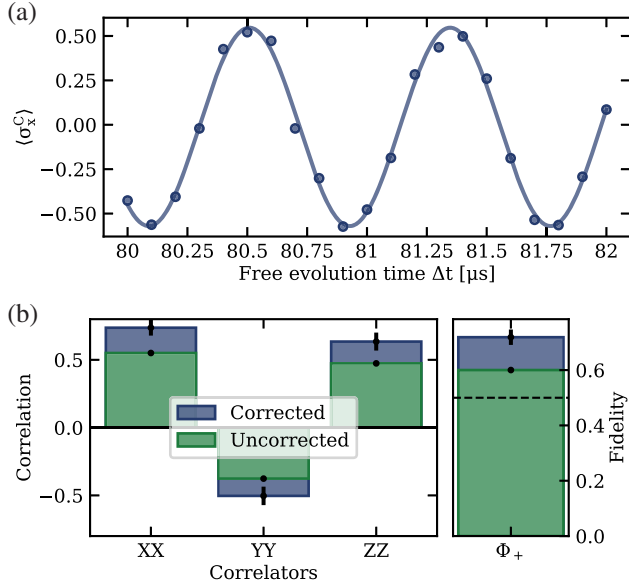 (a)
0.50
0.25
0.00
−0.25
−0.50
⟨σ_x^C⟩
80 80.25 80.5 80.75 81 81.25 81.5 81.75 82
Free evolution time Δt [μs]
(b)
0.5
0.0
−0.5
Correlation
Corrected
Uncorrected
XX YY ZZ
Correlators
0.6
0.4
0.2
0.0
Fidelity
Φ₊